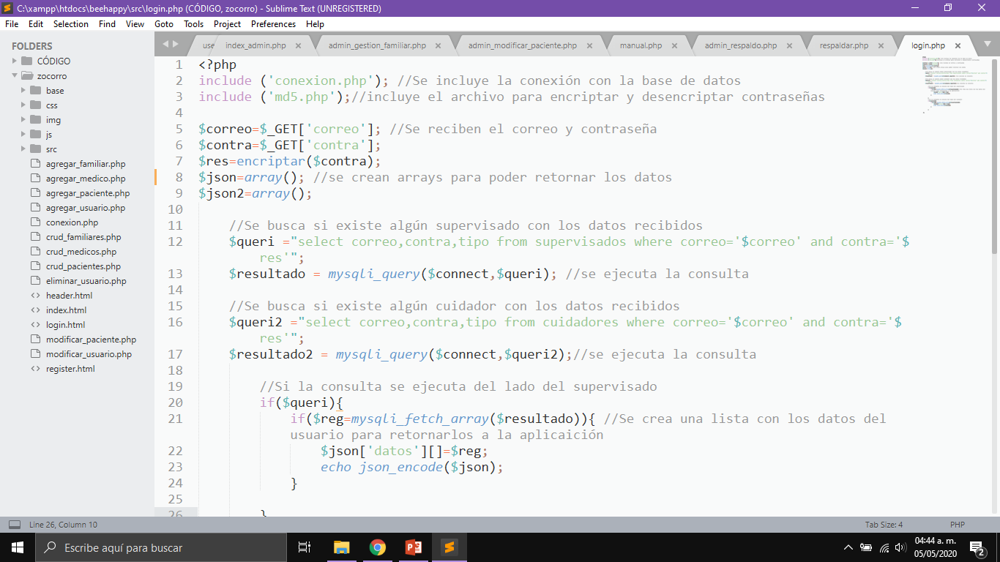 C:\xampp\htdocs\beehappy\src\login.php (CÓDIGO, zocorro) - Sublime Text (UNREGISTERED)
File Edit Selection Find View Goto Tools Project Preferences Help
FOLDERS
CÓDIGO
zocorro
base
css
img
js
src
agregar_familiar.php
agregar_medico.php
agregar_paciente.php
agregar_usuario.php
conexion.php
crud_familiares.php
crud_medicos.php
crud_pacientes.php
eliminar_usuario.php
header.html
index.html
login.html
modificar_paciente.php
modificar_usuario.php
register.html
use index_admin.php × admin_gestion_familiar.php × admin_modificar_paciente.php × manual.php × admin_respaldo.php × respaldar.php × login.php ×
1 <?php
2 include ('conexion.php'); //Se incluye la conexión con la base de datos
3 include ('md5.php');//incluye el archivo para encriptar y desencriptar contraseñas
4
5 $correo=$_GET['correo']; //Se reciben el correo y contraseña
6 $contra=$_GET['contra'];
7 $res=encriptar($contra);
8 $json=array(); //se crean arrays para poder retornar los datos
9 $json2=array();
10
11 //Se busca si existe algún supervisado con los datos recibidos
12 $queri ="select correo,contra,tipo from supervisados where correo='$correo' and contra='$
res'";
13 $resultado = mysqli_query($connect,$queri); //se ejecuta la consulta
14
15 //Se busca si existe algún cuidador con los datos recibidos
16 $queri2 ="select correo,contra,tipo from cuidadores where correo='$correo' and contra='$
res'";
17 $resultado2 = mysqli_query($connect,$queri2);//se ejecuta la consulta
18
19 //Si la consulta se ejecuta del lado del supervisado
20 if($queri){
21 if($reg=mysqli_fetch_array($resultado)){ //Se crea una lista con los datos del
usuario para retornarlos a la aplicaición
22 $json['datos'][]=$reg;
23 echo json_encode($json);
24 }
25
26 }
Line 26, Column 10 Tab Size: 4 PHP
Escribe aquí para buscar
04:44 a. m.
05/05/2020
2